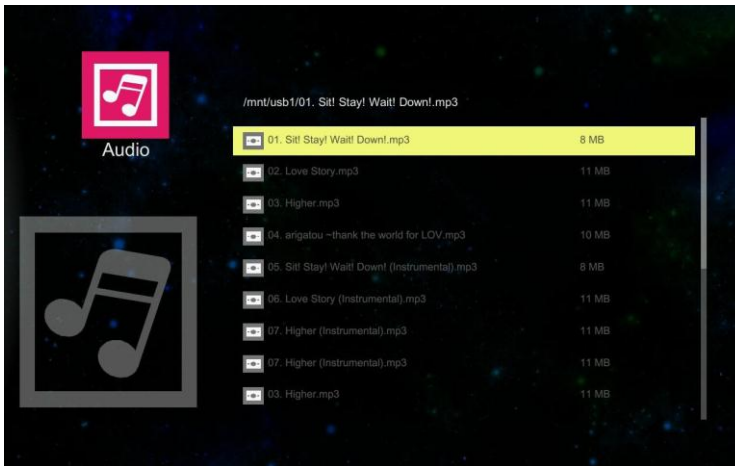 Audio
/mnt/usb1/01. Sit! Stay! Wait! Down!.mp3
01. Sit! Stay! Wait! Down!.mp3 8 MB
02. Love Story.mp3 11 MB
03. Higher.mp3 11 MB
04. arigatou ~thank the world for LOV.mp3 10 MB
05. Sit! Stay! Wait! Down! (Instrumental).mp3 8 MB
06. Love Story (Instrumental).mp3 11 MB
07. Higher (Instrumental).mp3 11 MB
07. Higher (Instrumental).mp3 11 MB
03. Higher.mp3 11 MB